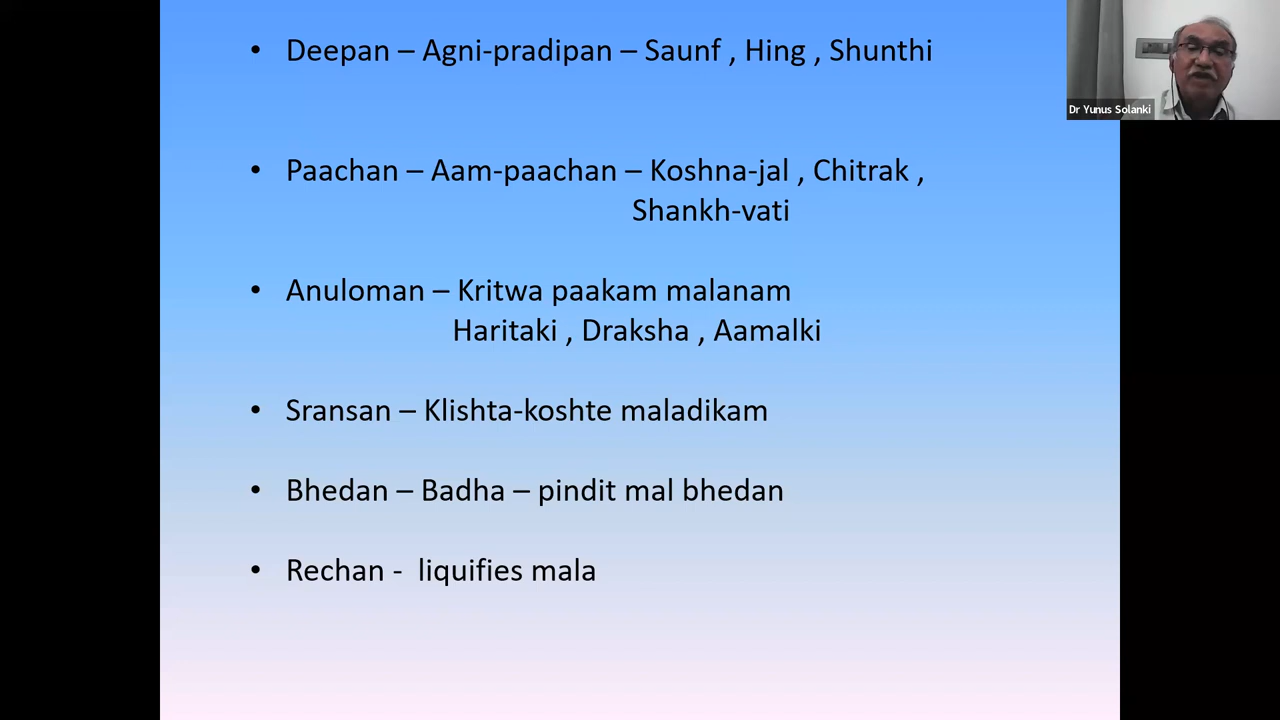 • Deepan – Agni-pradipan – Saunf , Hing , Shunthi
Dr Yunus Solanki
• Paachan – Aam-paachan – Koshna-jal , Chitrak ,
Shankh-vati
• Anuloman – Kritwa paakam malanam
Haritaki , Draksha , Aamalki
• Sransan – Klishta-koshte maladikam
• Bhedan – Badha – pindit mal bhedan
• Rechan - liquifies mala